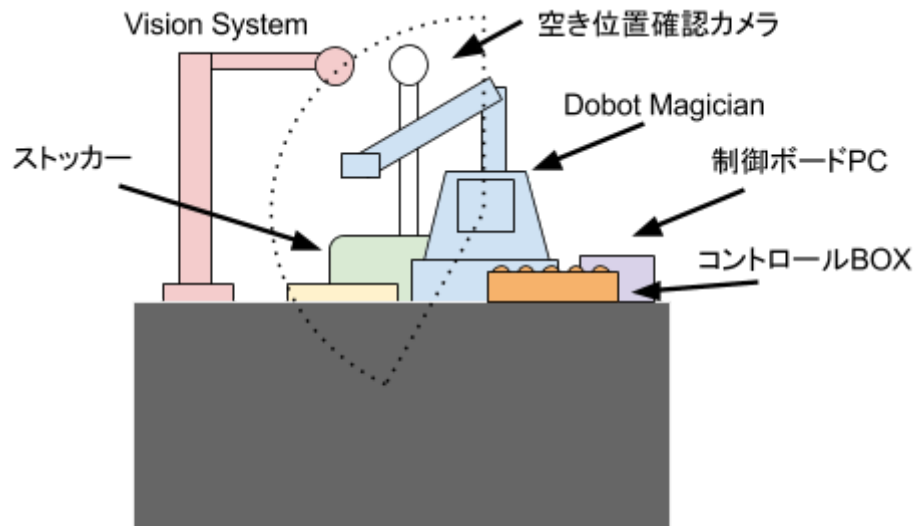 Vision System
空き位置確認カメラ
Dobot Magician
ストッカー
制御ボードPC
コントロールBOX